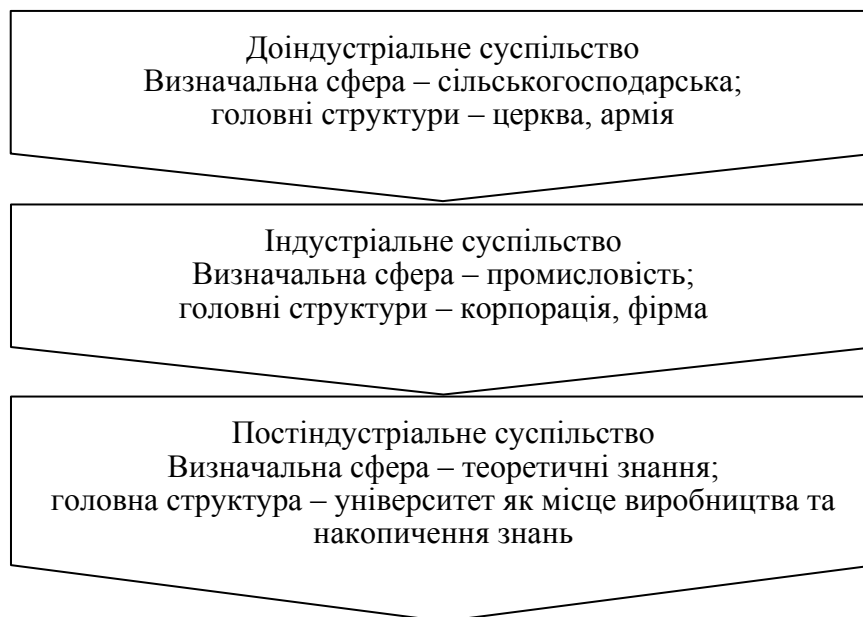 Доіндустріальне суспільство
Визначальна сфера – сільськогосподарська;
головні структури – церква, армія
Індустріальне суспільство
Визначальна сфера – промисловість;
головні структури – корпорація, фірма
Постіндустріальне суспільство
Визначальна сфера – теоретичні знання;
головна структура – університет як місце виробництва та
накопичення знань